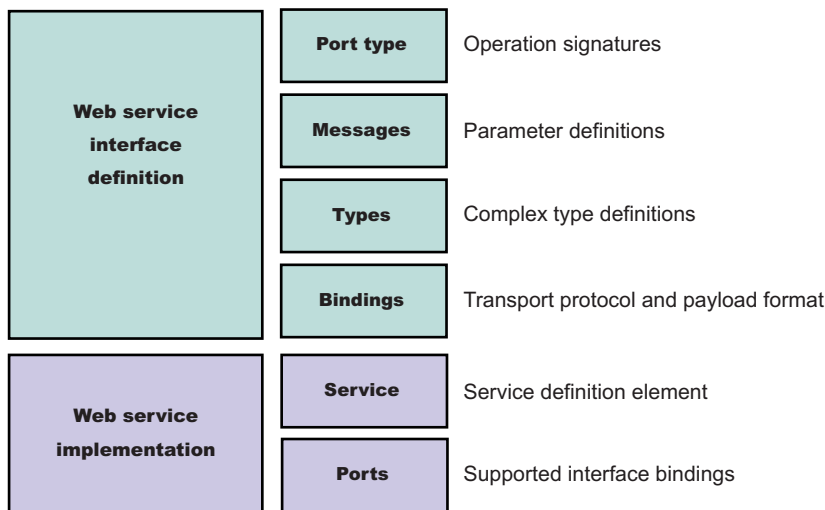 Web service
interface
definition
Port type
Operation signatures
Messages
Parameter definitions
Types
Complex type definitions
Bindings
Transport protocol and payload format
Web service
implementation
Service
Service definition element
Ports
Supported interface bindings